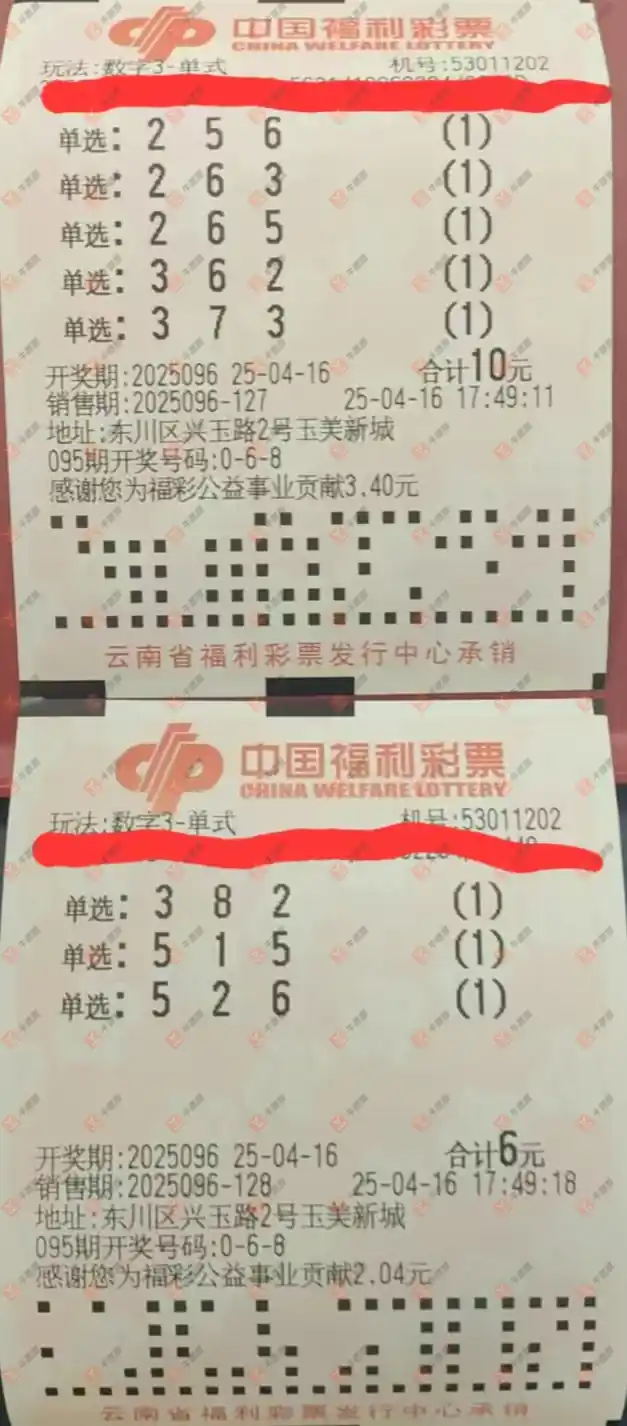 中国福利彩票
CHINA WELFARE LOTTERY
玩法:数字3-单式 机号:53011202
单选: 2 5 6 (1)
单选: 2 6 3 (1)
单选: 2 6 5 (1)
单选: 3 6 2 (1)
单选: 3 7 3 (1)
开奖期:2025096 25-04-16 合计10元
销售期:2025096-127 25-04-16 17:49:11
地址:东川区兴玉路2号玉美新城
095期开奖号码:0-6-8
感谢您为福彩公益事业贡献3.40元
云南省福利彩票发行中心承销
中国福利彩票
CHINA WELFARE LOTTERY
玩法:数字3-单式 机号:53011202
单选: 3 8 2 (1)
单选: 5 1 5 (1)
单选: 5 2 6 (1)
开奖期:2025096 25-04-16 合计6元
销售期:2025096-128 25-04-16 17:49:18
地址:东川区兴玉路2号玉美新城
095期开奖号码:0-6-8
感谢您为福彩公益事业贡献2.04元
云南省福利彩票发行中心承销